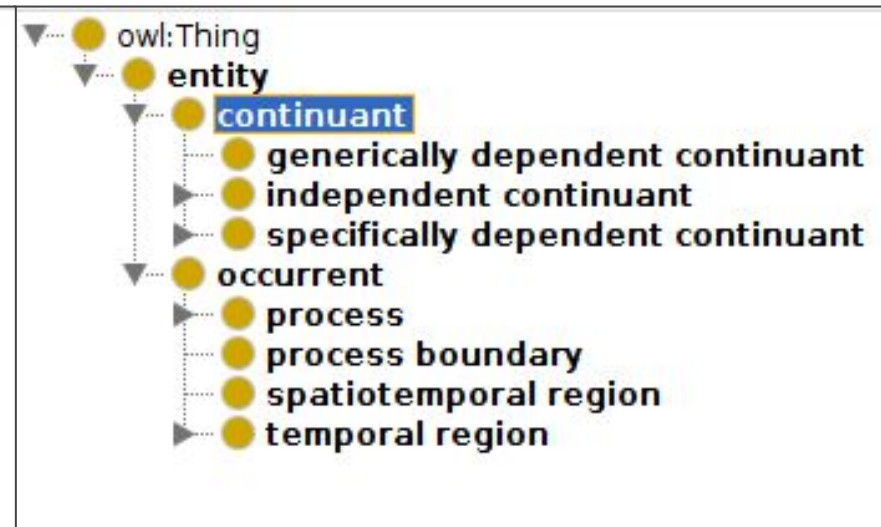 owl:Thing
entity
continuant
generically dependent continuant
independent continuant
specifically dependent continuant
occurrent
process
process boundary
spatiotemporal region
temporal region